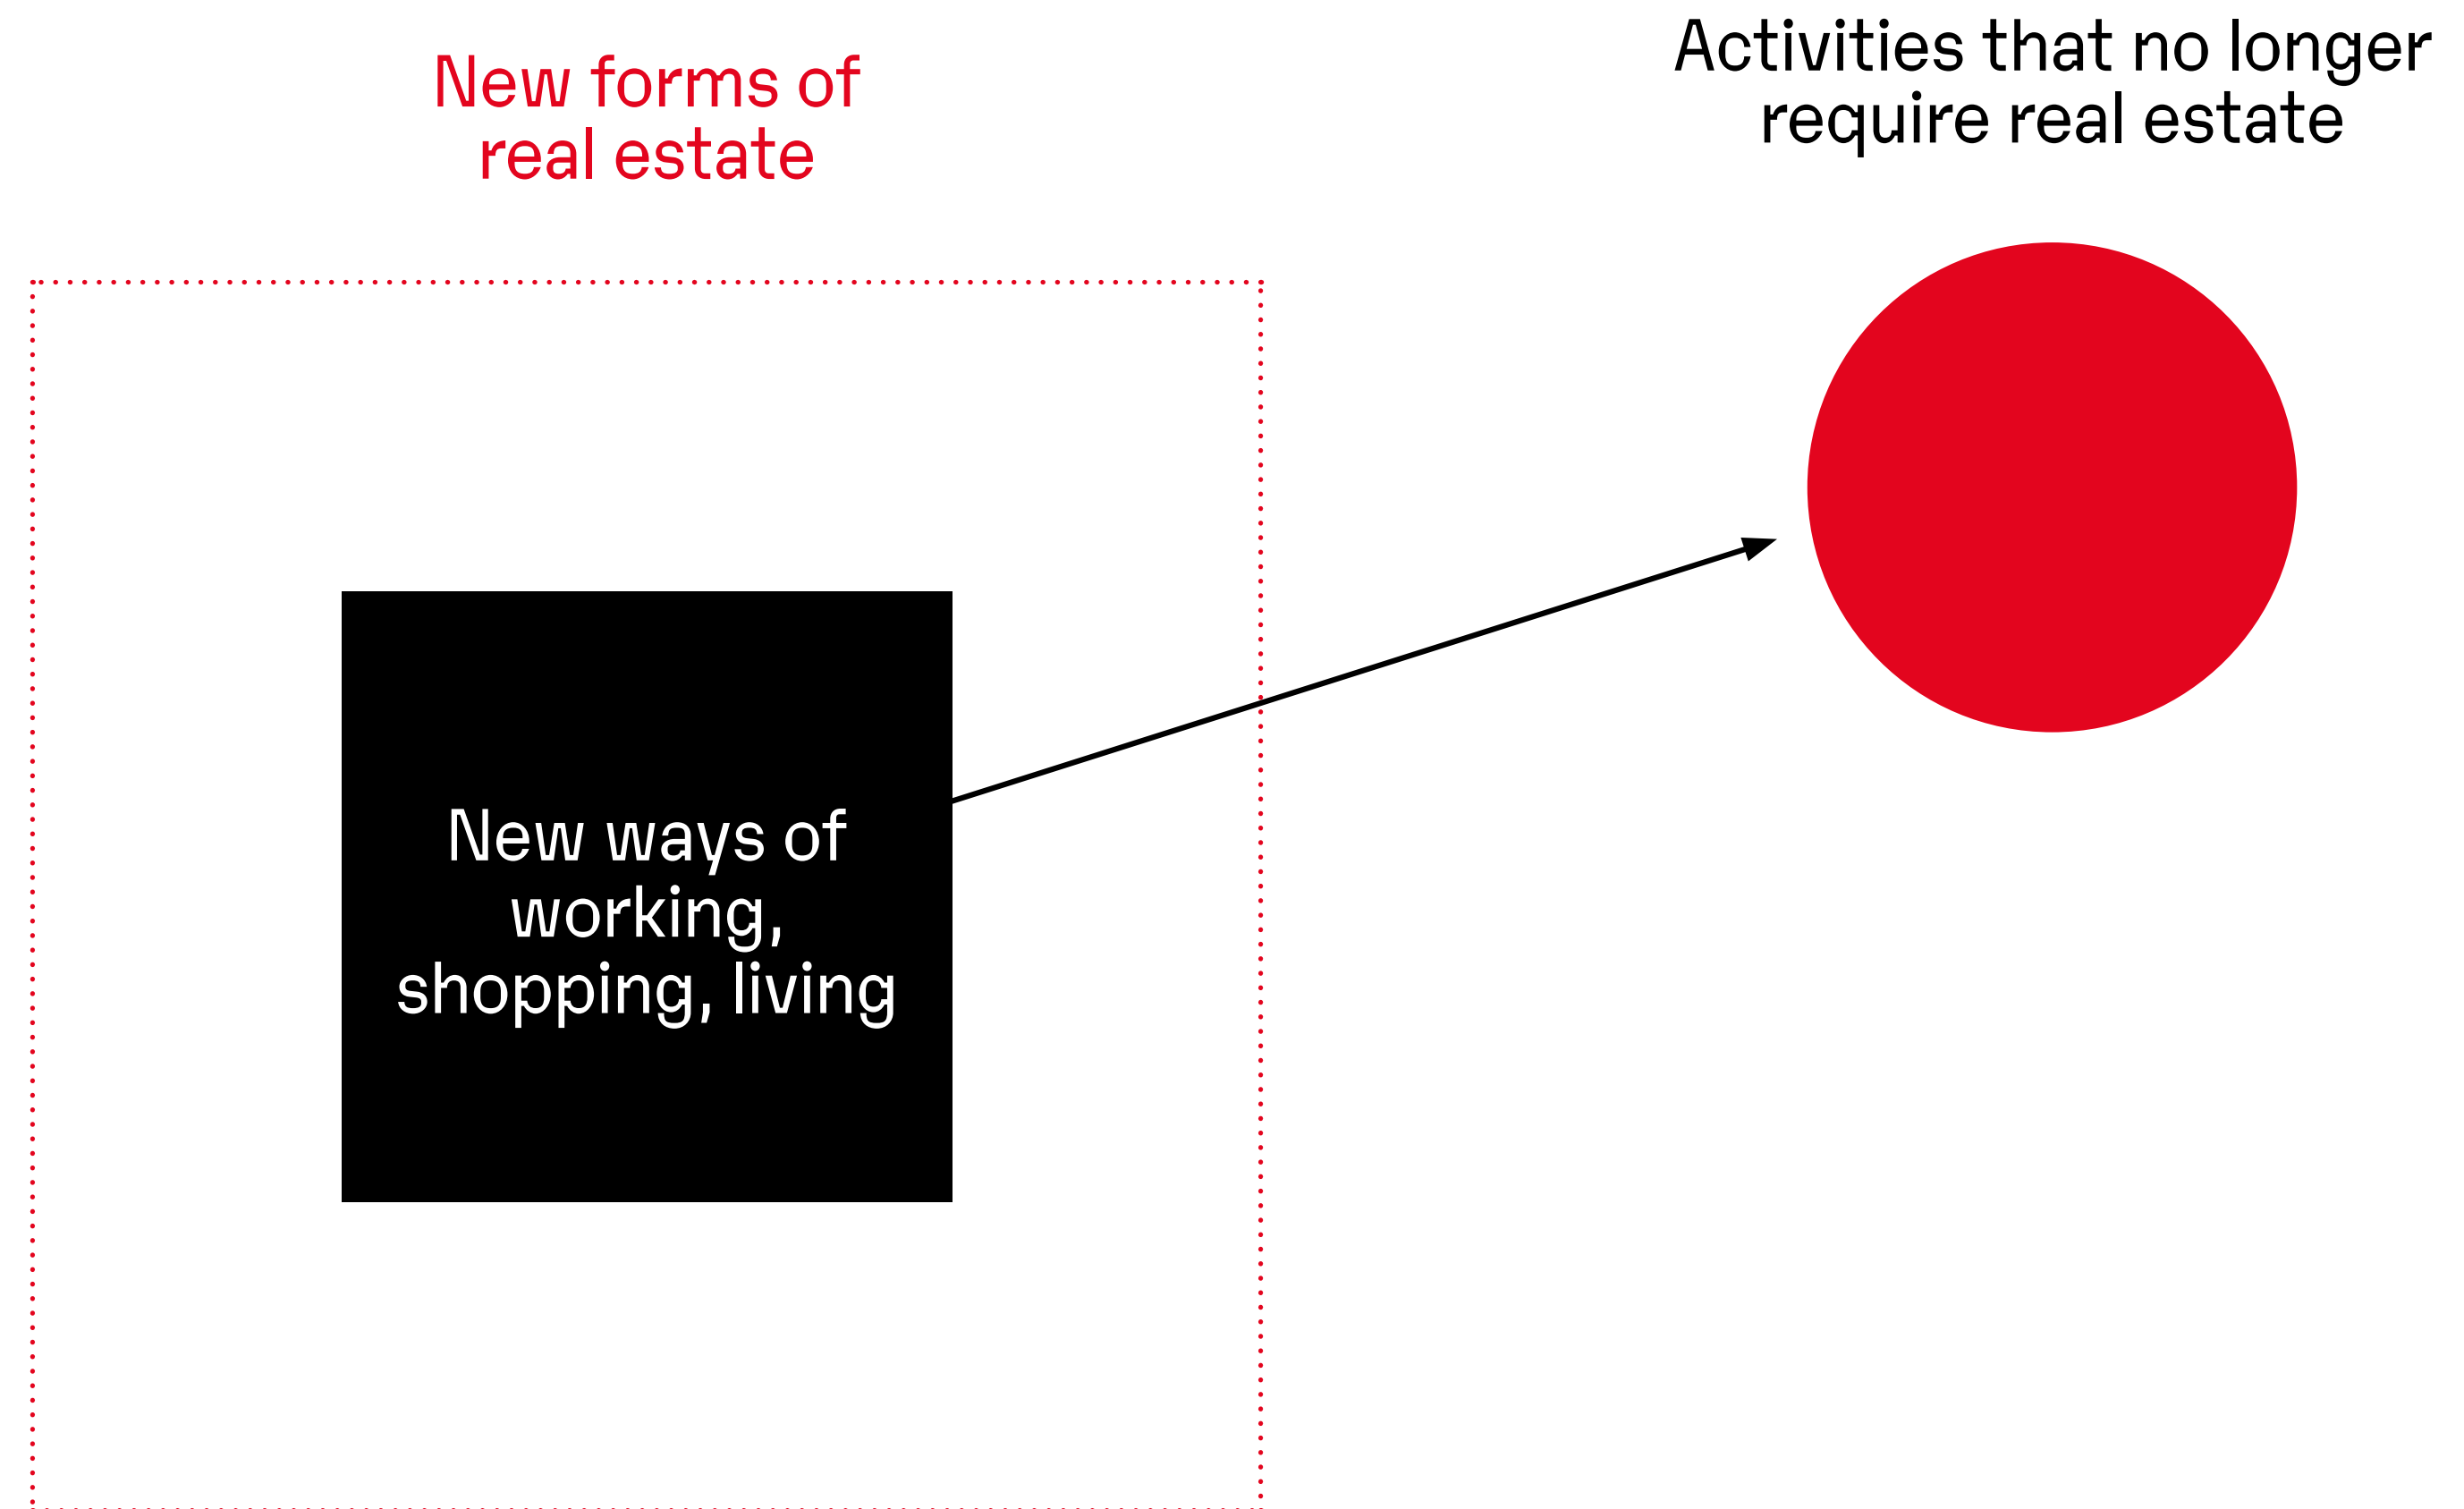 New forms of
real estate
Activities that no longer
require real estate
New ways of
working,
shopping, living